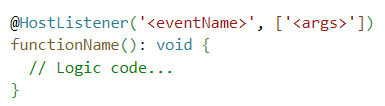 @HostListener('<eventName>', ['<args>'])
functionName(): void {
  // Logic code...
}